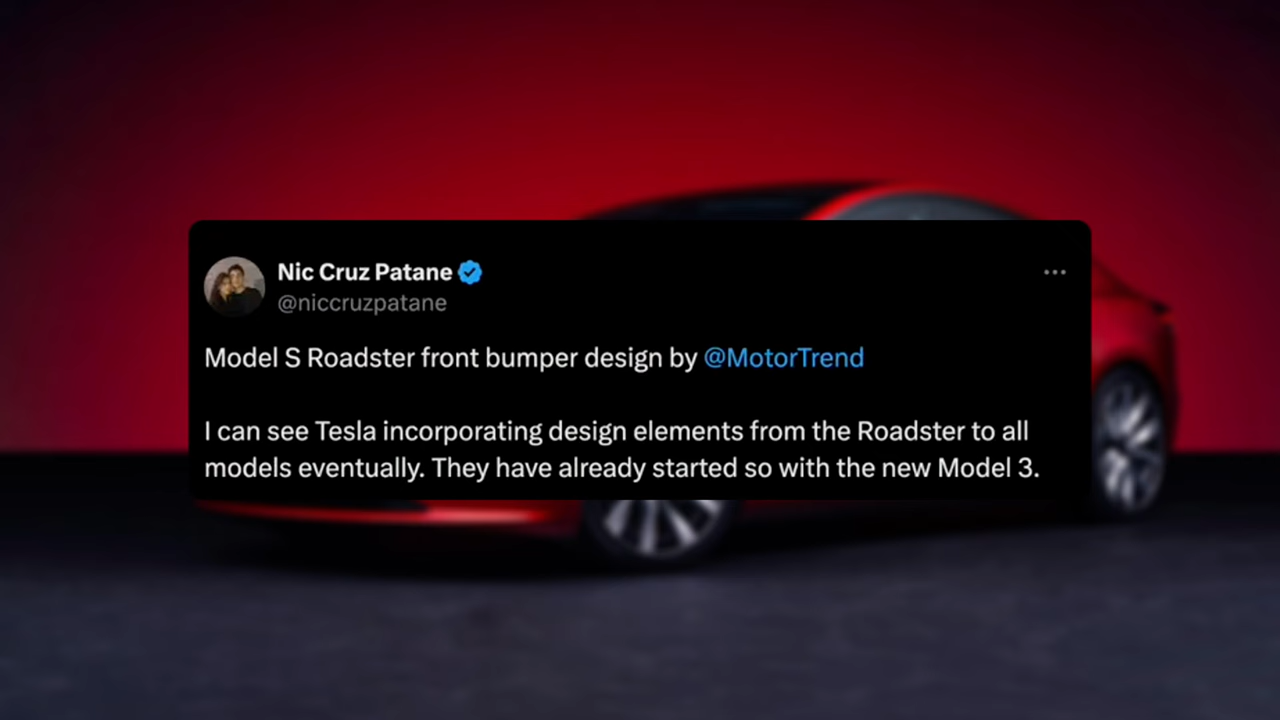 Nic Cruz Patane
@niccruzpatane
Model S Roadster front bumper design by @MotorTrend
I can see Tesla incorporating design elements from the Roadster to all
models eventually. They have already started so with the new Model 3.